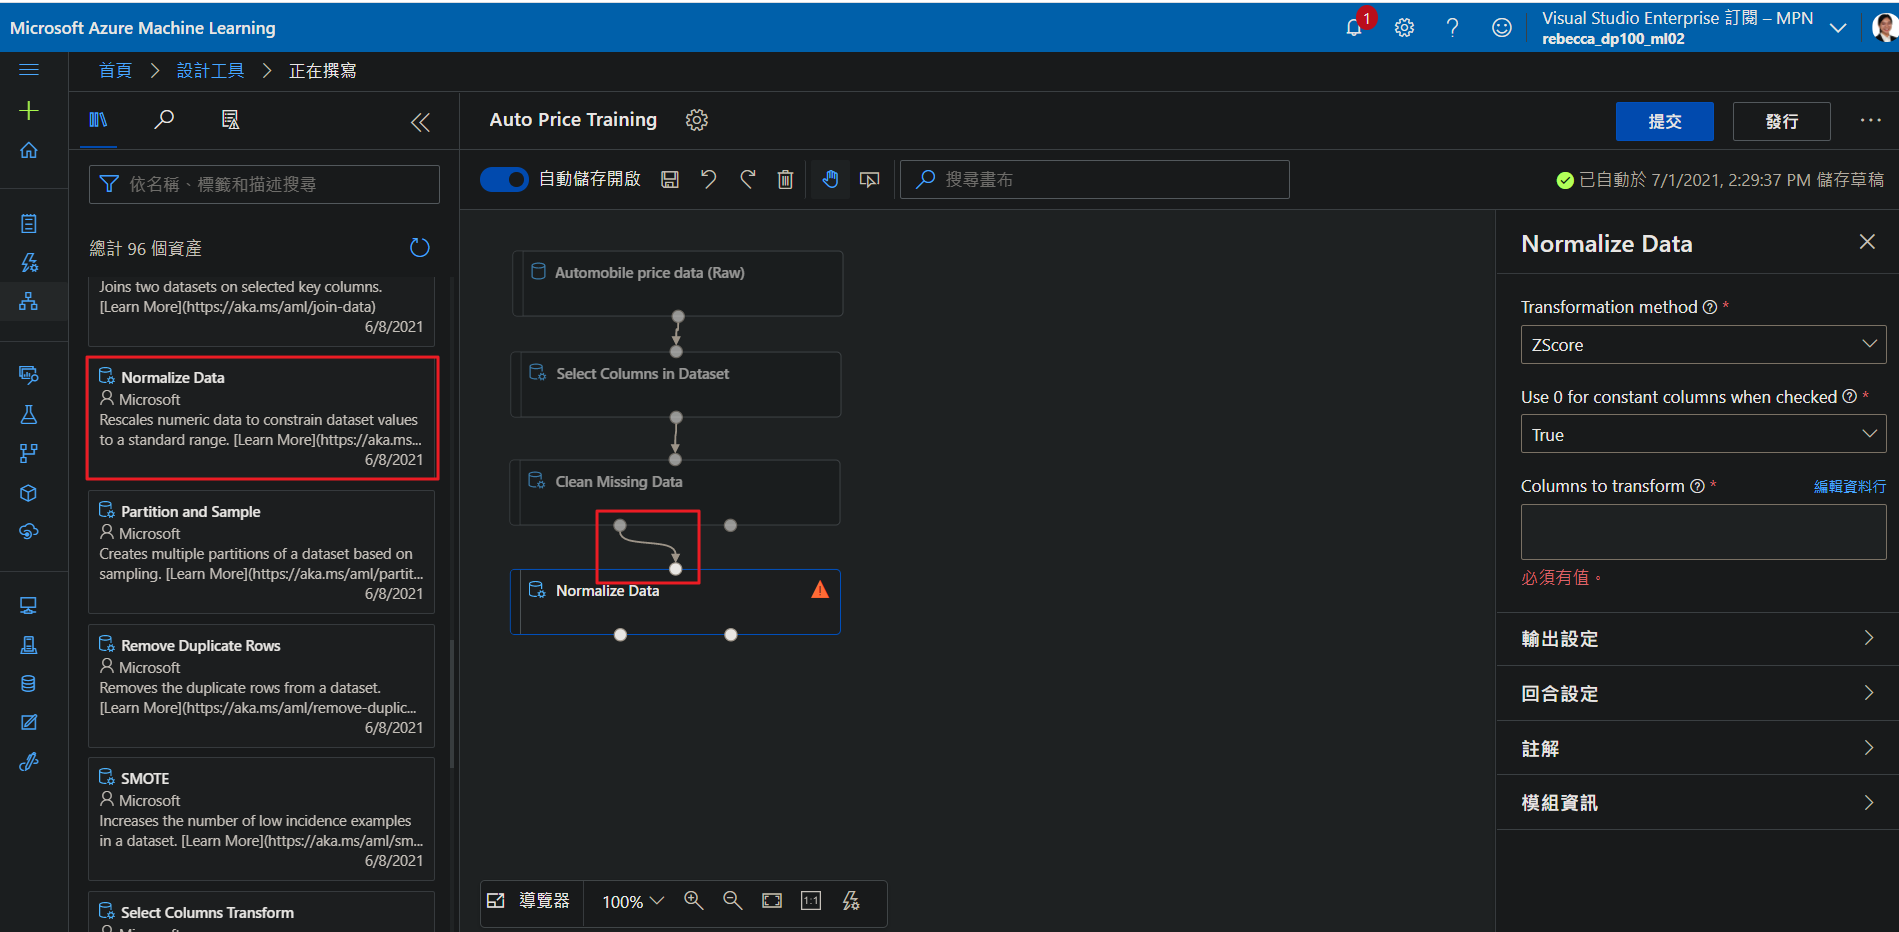 Microsoft Azure Machine Learning
1
Visual Studio Enterprise 訂閱 – MPN
rebecca_dp100_ml02
首頁 > 設計工具 > 正在撰寫
Auto Price Training
提交
發行
自動儲存開啟
搜尋畫布
已自動於 7/1/2021, 2:29:37 PM 儲存草稿
依名稱、標籤和描述搜尋
總計 96 個資產
Joins two datasets on selected key columns.
[Learn More](https://aka.ms/aml/join-data)
6/8/2021
Normalize Data
Microsoft
Rescales numeric data to constrain dataset values
to a standard range. [Learn More](https://aka.ms...
6/8/2021
Partition and Sample
Microsoft
Creates multiple partitions of a dataset based on
sampling. [Learn More](https://aka.ms/aml/partit...
6/8/2021
Remove Duplicate Rows
Microsoft
Removes the duplicate rows from a dataset.
[Learn More](https://aka.ms/aml/remove-duplic...
6/8/2021
SMOTE
Microsoft
Increases the number of low incidence examples
in a dataset. [Learn More](https://aka.ms/aml/sm...
6/8/2021
Select Columns Transform
Automobile price data (Raw)
Select Columns in Dataset
Clean Missing Data
Normalize Data
導覽器
100%
1:1
Normalize Data
Transformation method *
ZScore
Use 0 for constant columns when checked *
True
Columns to transform *
編輯資料行
必須有值。
輸出設定
回合設定
註解
模組資訊